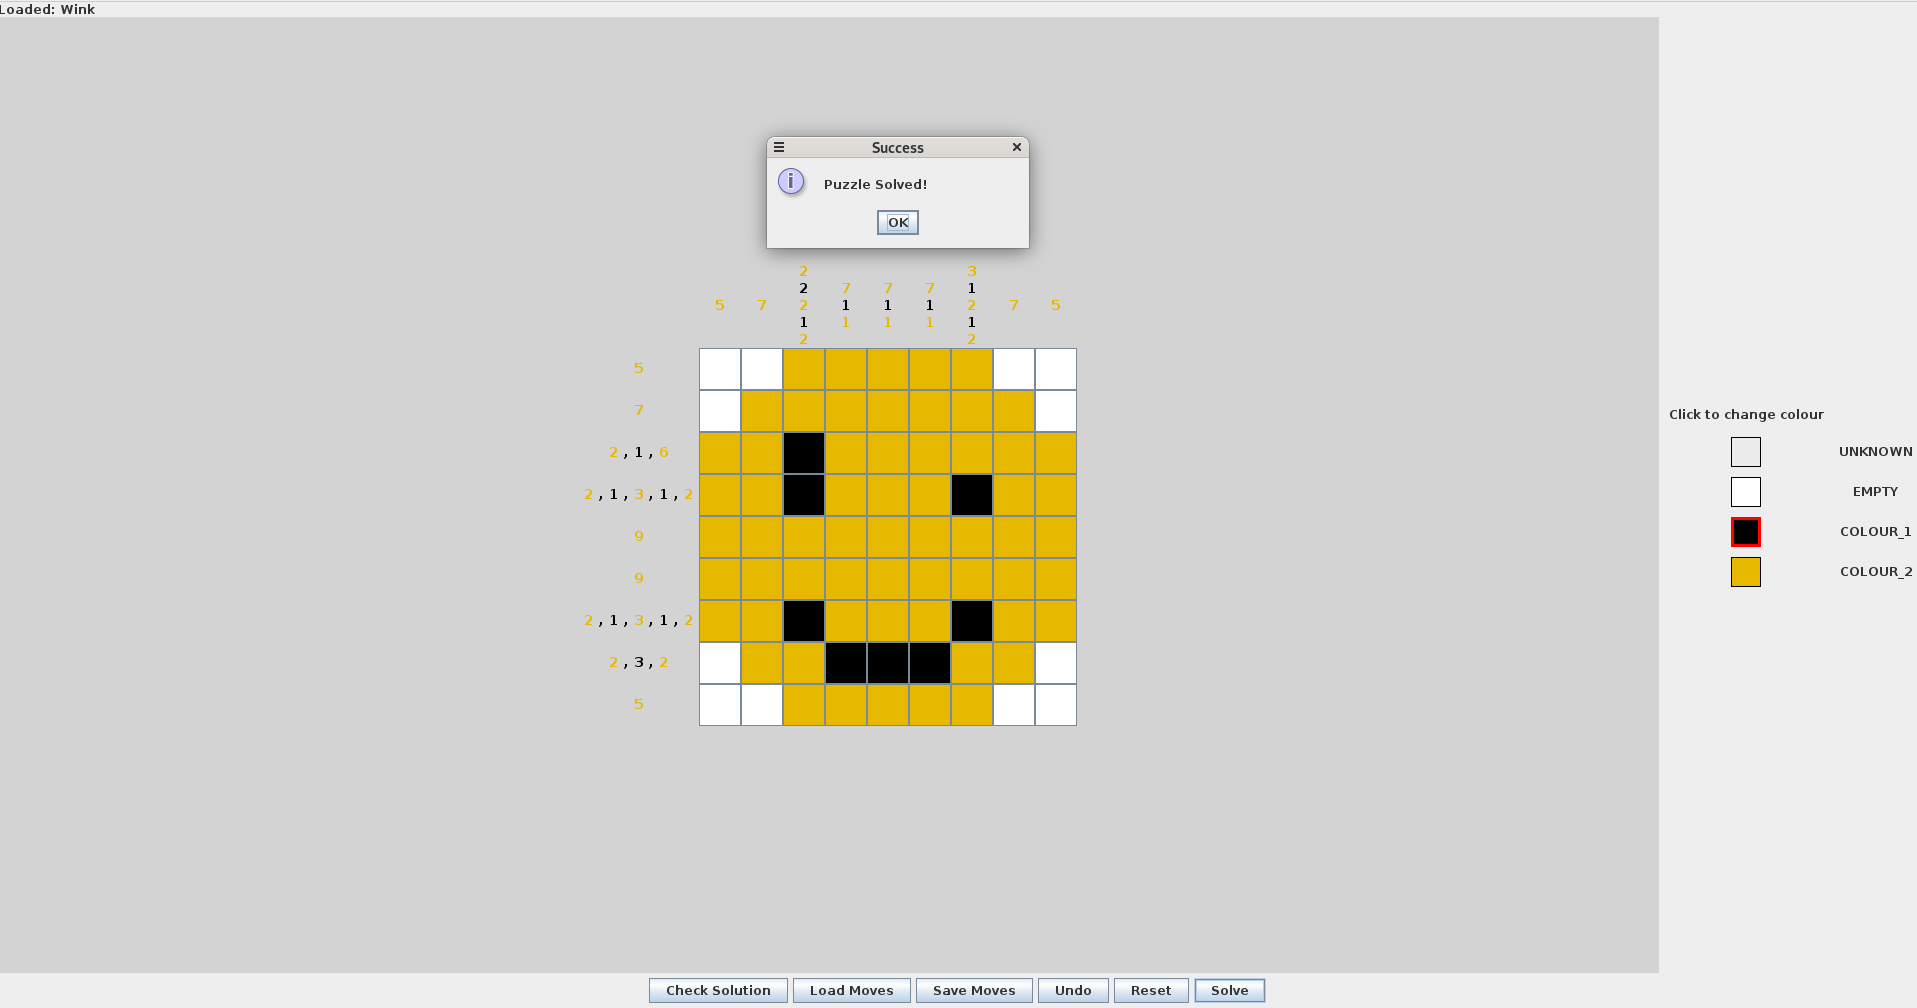 Loaded: Wink
Success
Puzzle Solved!
OK
2 3
2 7 7 7 1
5 7 2 1 1 1 2 7 5
1 1 1 1 1
2 2
5
7
2 , 1 , 6
2 , 1 , 3 , 1 , 2
9
9
2 , 1 , 3 , 1 , 2
2 , 3 , 2
5
Click to change colour
UNKNOWN
EMPTY
COLOUR_1
COLOUR_2
Check Solution Load Moves Save Moves Undo Reset Solve